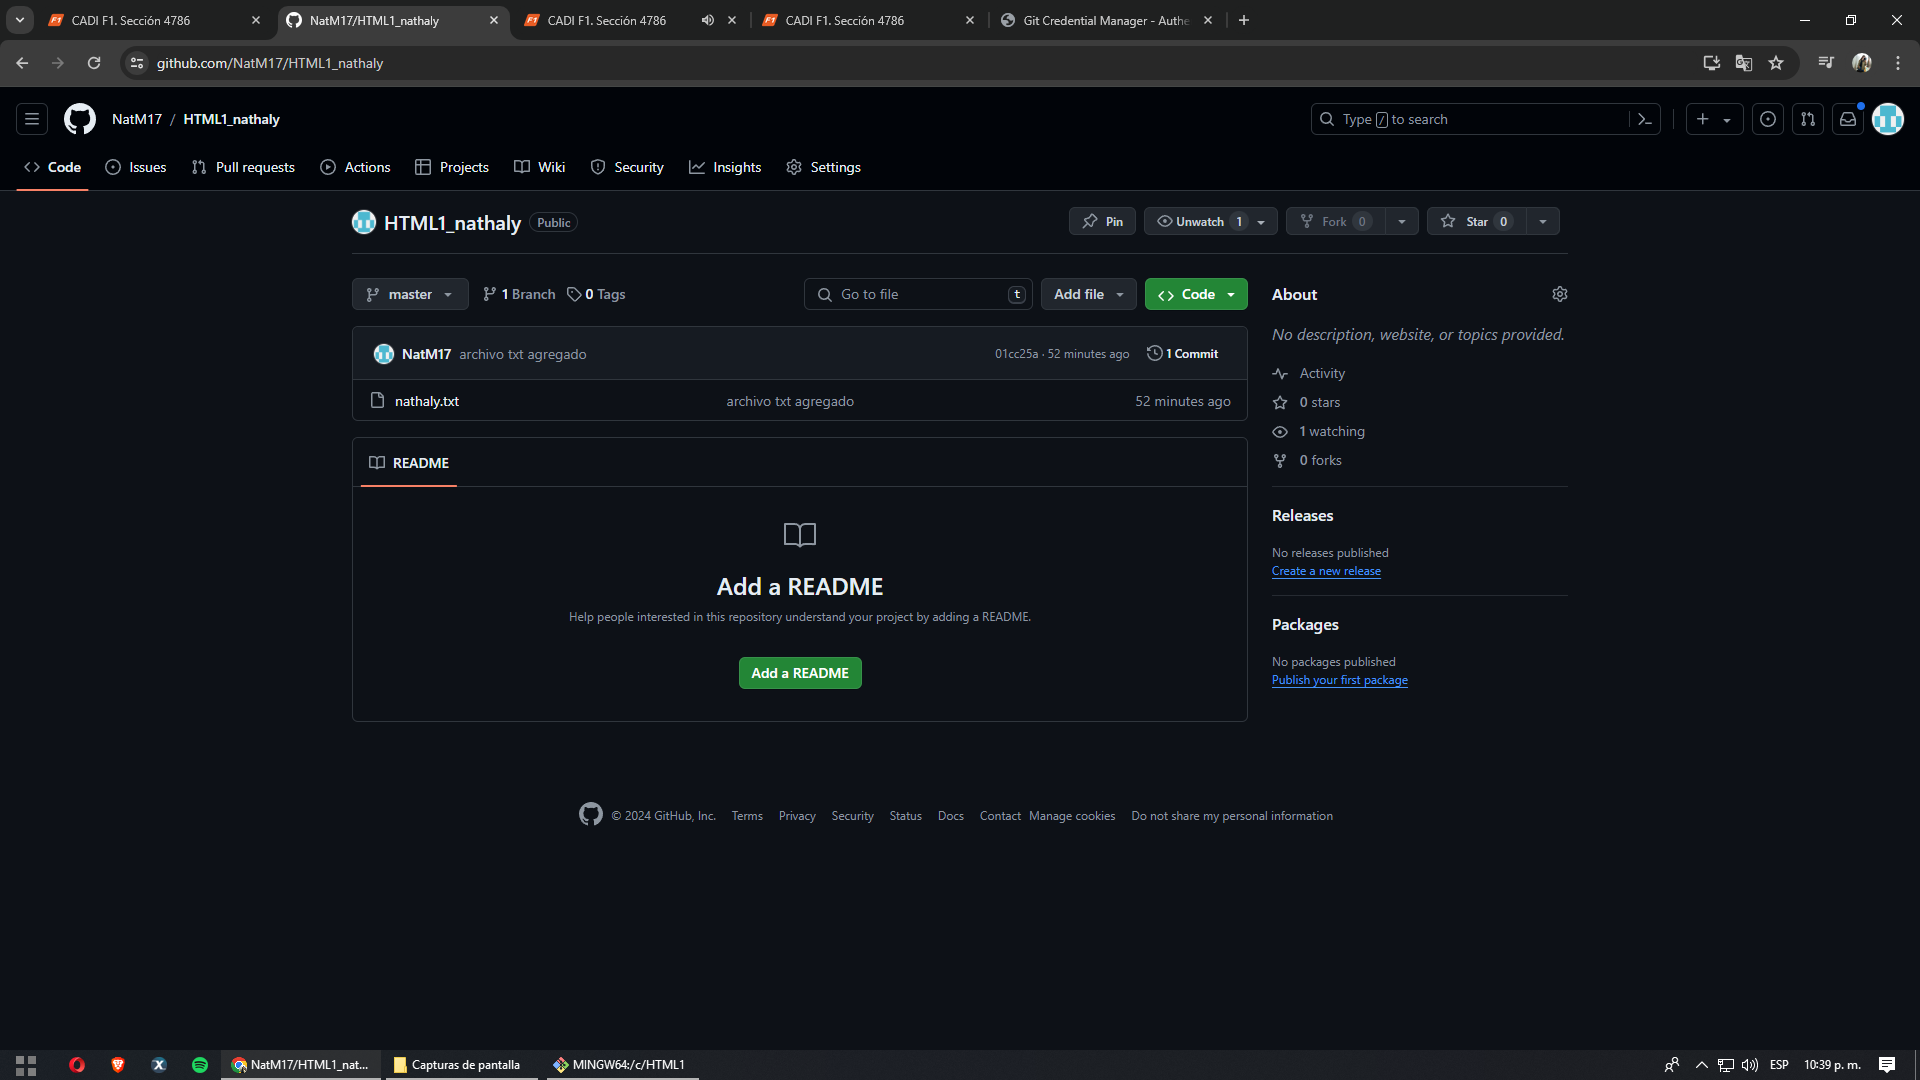 CADI F1. Sección 4786
NatM17/HTML1_nathaly
CADI F1. Sección 4786
CADI F1. Sección 4786
Git Credential Manager - Authe
github.com/NatM17/HTML1_nathaly
NatM17 / HTML1_nathaly
Type / to search
Code
Issues
Pull requests
Actions
Projects
Wiki
Security
Insights
Settings
HTML1_nathaly Public
Pin
Unwatch 1
Fork 0
Star 0
master
1 Branch
0 Tags
Go to file t
Add file
Code
NatM17 archivo txt agregado
01cc25a · 52 minutes ago
1 Commit
nathaly.txt archivo txt agregado 52 minutes ago
README
Add a README
Help people interested in this repository understand your project by adding a README.
Add a README
About
No description, website, or topics provided.
Activity
0 stars
1 watching
0 forks
Releases
No releases published
Create a new release
Packages
No packages published
Publish your first package
© 2024 GitHub, Inc. Terms Privacy Security Status Docs Contact Manage cookies Do not share my personal information
NatM17/HTML1_nat...
Capturas de pantalla
MINGW64:/c/HTML1
ESP
10:39 p. m.